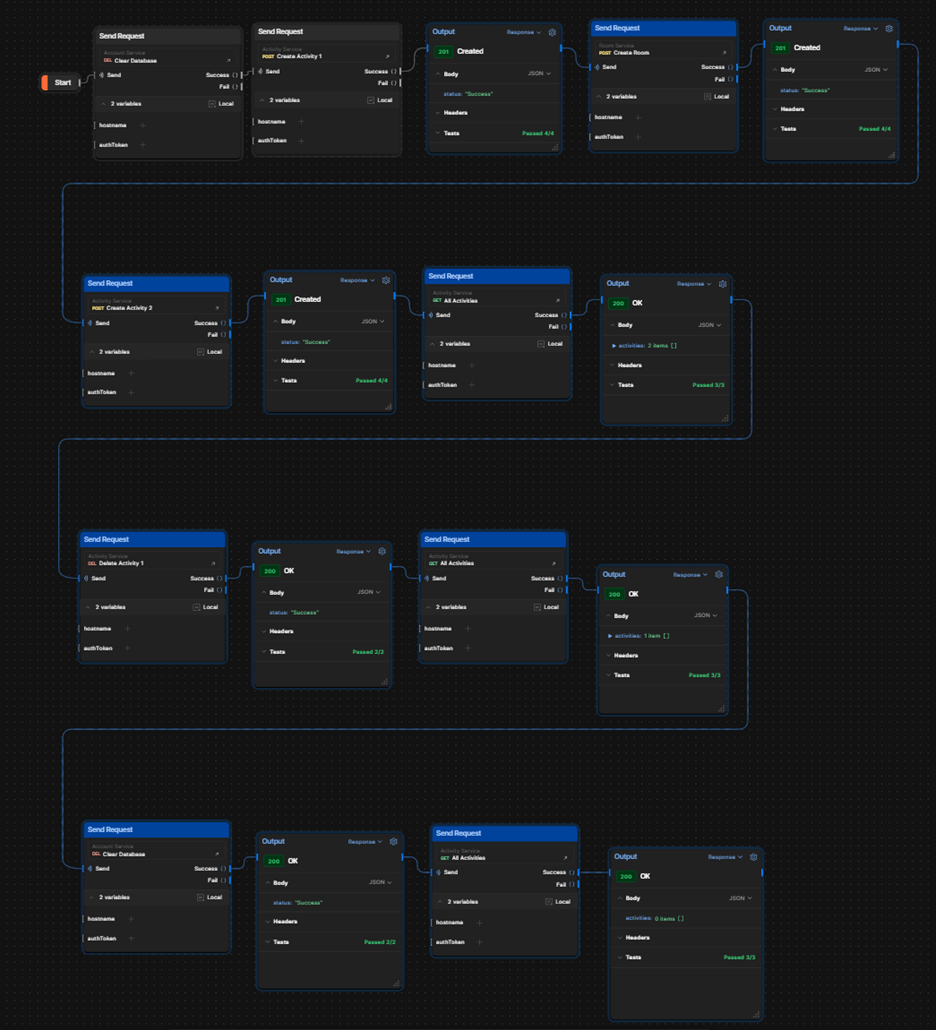 Start
Send Request
Account Service
DEL Clear Database
Send Success
Fail
2 variables Local
hostname
authToken
Send Request
Activity Service
POST Create Activity 1
Send Success
Fail
2 variables Local
hostname
authToken
Output Response
201 Created
Body JSON
status: "Success"
Headers
Tests Passed 4/4
Send Request
Room Service
POST Create Room
Send Success
Fail
2 variables Local
hostname
authToken
Output Response
201 Created
Body JSON
status: "Success"
Headers
Tests Passed 4/4
Send Request
Activity Service
POST Create Activity 2
Send Success
Fail
2 variables Local
hostname
authToken
Output Response
201 Created
Body JSON
status: "Success"
Headers
Tests Passed 4/4
Send Request
Activity Service
GET All Activities
Send Success
Fail
2 variables Local
hostname
authToken
Output Response
200 OK
Body JSON
activities: 2 items []
Headers
Tests Passed 3/3
Send Request
Activity Service
DEL Delete Activity 1
Send Success
Fail
2 variables Local
hostname
authToken
Output Response
200 OK
Body JSON
status: "Success"
Headers
Tests Passed 2/2
Send Request
Activity Service
GET All Activities
Send Success
Fail
2 variables Local
hostname
authToken
Output Response
200 OK
Body JSON
activities: 1 item []
Headers
Tests Passed 3/3
Send Request
Account Service
DEL Clear Database
Send Success
Fail
2 variables Local
hostname
authToken
Output Response
200 OK
Body JSON
status: "Success"
Headers
Tests Passed 2/2
Send Request
Activity Service
GET All Activities
Send Success
Fail
2 variables Local
hostname
authToken
Output Response
200 OK
Body JSON
activities: 0 items []
Headers
Tests Passed 3/3